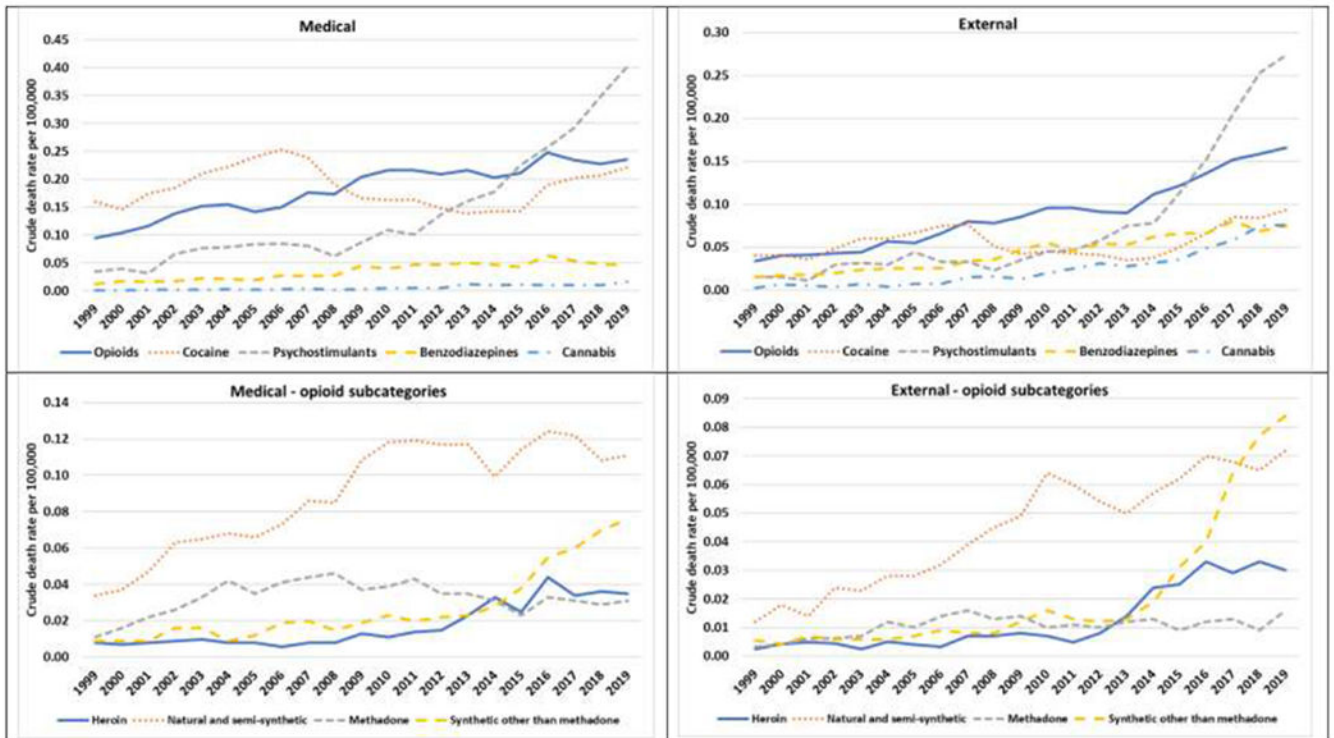 Medical
Crude death rate per 100,000
0.45
0.40
0.35
0.30
0.25
0.20
0.15
0.10
0.05
0.00
1999 2000 2001 2002 2003 2004 2005 2006 2007 2008 2009 2010 2011 2012 2013 2014 2015 2016 2017 2018 2019
Opioids Cocaine Psychostimulants Benzodiazepines Cannabis
External
Crude death rate per 100,000
0.30
0.25
0.20
0.15
0.10
0.05
0.00
1999 2000 2001 2002 2003 2004 2005 2006 2007 2008 2009 2010 2011 2012 2013 2014 2015 2016 2017 2018 2019
Opioids Cocaine Psychostimulants Benzodiazepines Cannabis
Medical - opioid subcategories
Crude death rate per 100,000
0.14
0.12
0.10
0.08
0.06
0.04
0.02
0.00
1999 2000 2001 2002 2003 2004 2005 2006 2007 2008 2009 2010 2011 2012 2013 2014 2015 2016 2017 2018 2019
Heroin Natural and semi-synthetic Methadone Synthetic other than methadone
External - opioid subcategories
Crude death rate per 100,000
0.09
0.08
0.07
0.06
0.05
0.04
0.03
0.02
0.01
0.00
1999 2000 2001 2002 2003 2004 2005 2006 2007 2008 2009 2010 2011 2012 2013 2014 2015 2016 2017 2018 2019
Heroin Natural and semi-synthetic Methadone Synthetic other than methadone